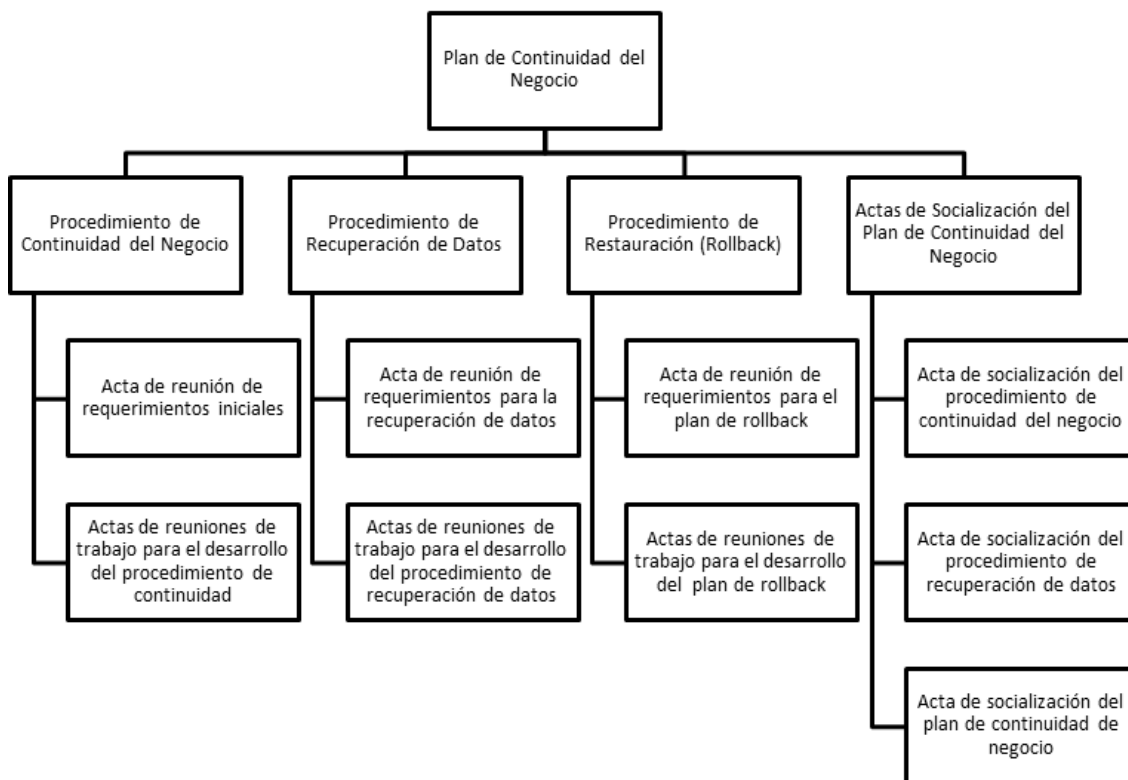 Plan de Continuidad del
Negocio
Procedimiento de
Continuidad del Negocio
Procedimiento de
Recuperación de Datos
Procedimiento de
Restauración (Rollback)
Actas de Socialización del
Plan de Continuidad del
Negocio
Acta de reunión de
requerimientos iniciales
Actas de reuniones de
trabajo para el desarrollo
del procedimiento de
continuidad
Acta de reunión de
requerimientos para la
recuperación de datos
Actas de reuniones de
trabajo para el desarrollo
del procedimiento de
recuperación de datos
Acta de reunión de
requerimientos para el
plan de rollback
Actas de reuniones de
trabajo para el desarrollo
del plan de rollback
Acta de socialización del
procedimiento de
continuidad del negocio
Acta de socialización del
procedimiento de
recuperación de datos
Acta de socialización del
plan de continuidad de
negocio